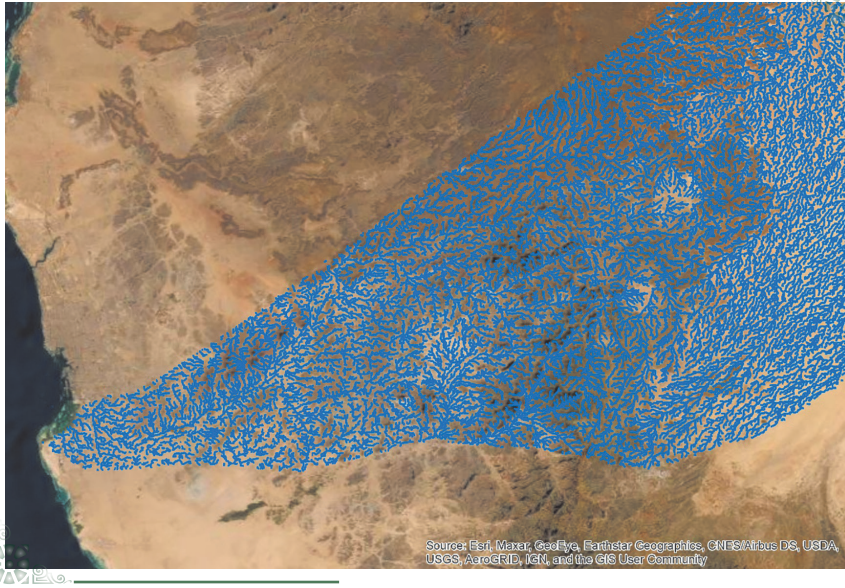 Source: Esri, Maxar, GeoEye, Earthstar Geographics, CNES/Airbus DS, USDA,
USGS, AeroGRID, IGN, and the GIS User Community